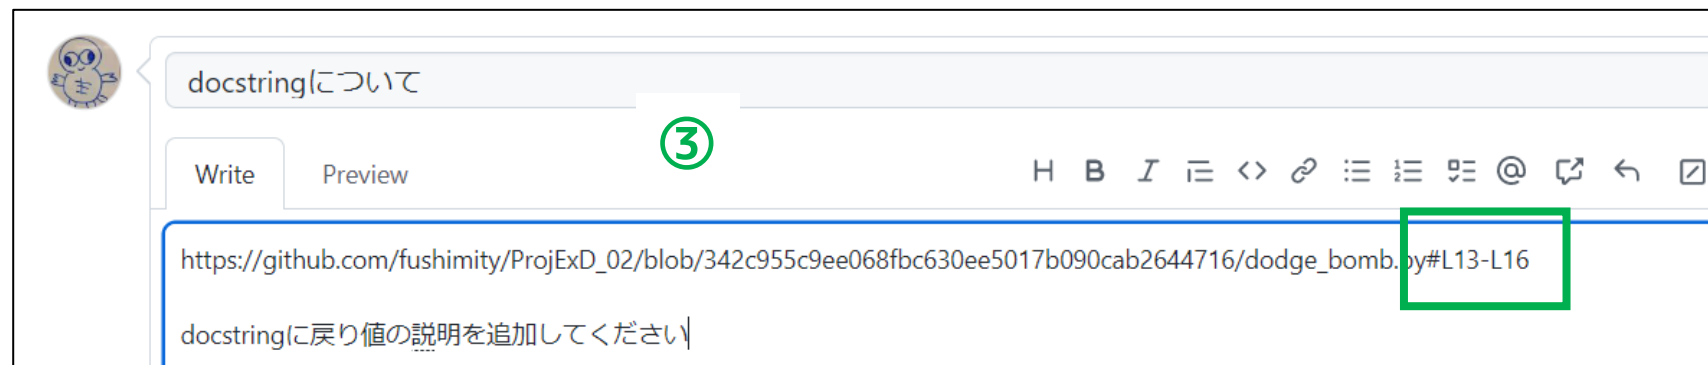 docstringについて
③
Write Preview
https://github.com/fushimity/ProjExD_02/blob/342c955c9ee068fbc630ee5017b090cab2644716/dodge_bomb.py#L13-L16
docstringに戻り値の説明を追加してください